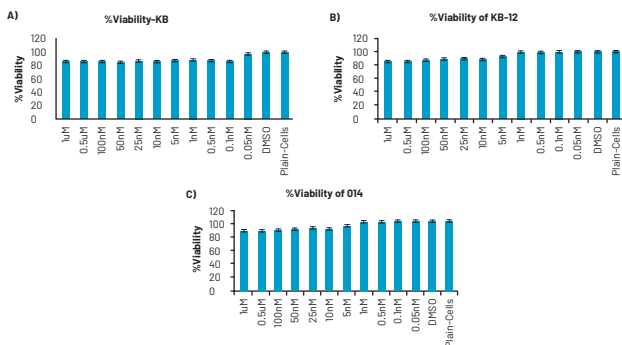 A)
%Viability-KB
%Viability
120
100
80
60
40
20
0
1uM
0.5uM
100nM
50nM
25nM
10nM
5nM
1nM
0.5nM
0.1nM
0.05nM
DMSO
Plain-Cells
B)
%Viability of KB-12
%Viability
120
100
80
60
40
20
0
1uM
0.5uM
100nM
50nM
25nM
10nM
5nM
1nM
0.5nM
0.1nM
0.05nM
DMSO
Plain-Cells
C)
%Viability of 014
%Viability
120
100
80
60
40
20
0
1uM
0.5uM
100nM
50nM
25nM
10nM
5nM
1nM
0.5nM
0.1nM
0.05nM
DMSO
Plain-Cells